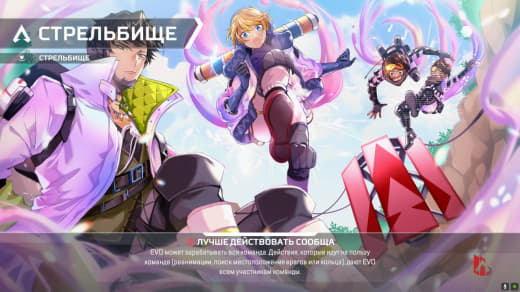 СТРЕЛЬБИЩЕ
СТРЕЛЬБИЩЕ
ЛУЧШЕ ДЕЙСТВОВАТЬ СООБЩА
EVO может зарабатывать вся команда. Действия, которые идут на пользу
команде (реанимации, поиск местоположения врагов или кольца), дают EVO
всем участникам команды.